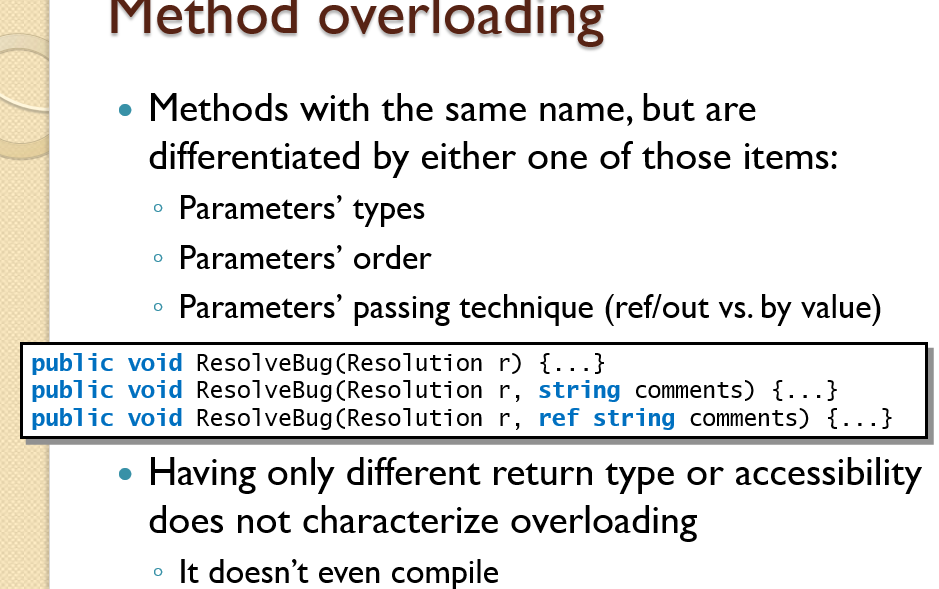 Method overloading
• Methods with the same name, but are
differentiated by either one of those items:
◦ Parameters’ types
◦ Parameters’ order
◦ Parameters’ passing technique (ref/out vs. by value)
public void ResolveBug(Resolution r) {...}
public void ResolveBug(Resolution r, string comments) {...}
public void ResolveBug(Resolution r, ref string comments) {...}
• Having only different return type or accessibility
does not characterize overloading
◦ It doesn’t even compile